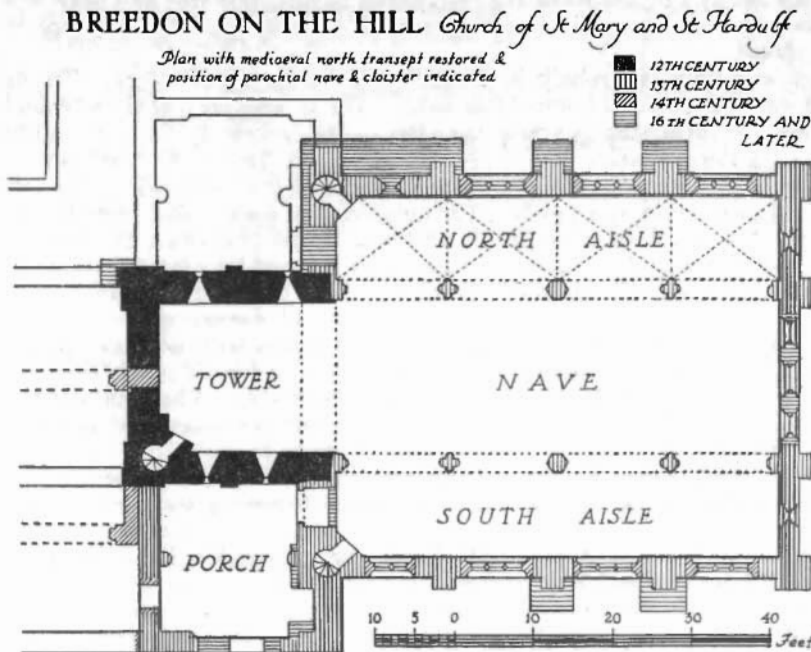 BREEDON ON THE HILL Church of St Mary and St Hardulf
Plan with medioeval north transept restored &
position of parochial nave & cloister indicated
12TH CENTURY
13TH CENTURY
14TH CENTURY
16TH CENTURY AND
LATER
NORTH AISLE
TOWER
NAVE
SOUTH AISLE
PORCH
10 5 0 10 20 30 40
Feet